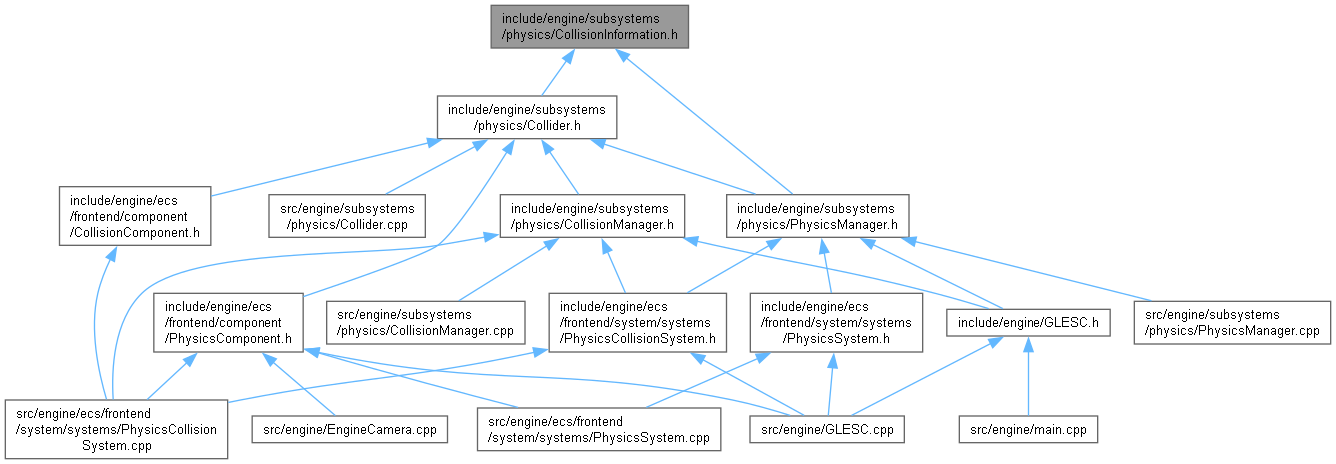 include/engine/subsystems
/physics/CollisionInformation.h
include/engine/subsystems
/physics/Collider.h
include/engine/ecs
/frontend/component
/CollisionComponent.h
src/engine/subsystems
/physics/Collider.cpp
include/engine/subsystems
/physics/CollisionManager.h
include/engine/subsystems
/physics/PhysicsManager.h
include/engine/ecs
/frontend/component
/PhysicsComponent.h
src/engine/subsystems
/physics/CollisionManager.cpp
include/engine/ecs
/frontend/system/systems
/PhysicsCollisionSystem.h
include/engine/ecs
/frontend/system/systems
/PhysicsSystem.h
include/engine/GLESC.h
src/engine/subsystems
/physics/PhysicsManager.cpp
src/engine/ecs/frontend
/system/systems/PhysicsCollision
System.cpp
src/engine/EngineCamera.cpp
src/engine/ecs/frontend
/system/systems/PhysicsSystem.cpp
src/engine/GLESC.cpp
src/engine/main.cpp